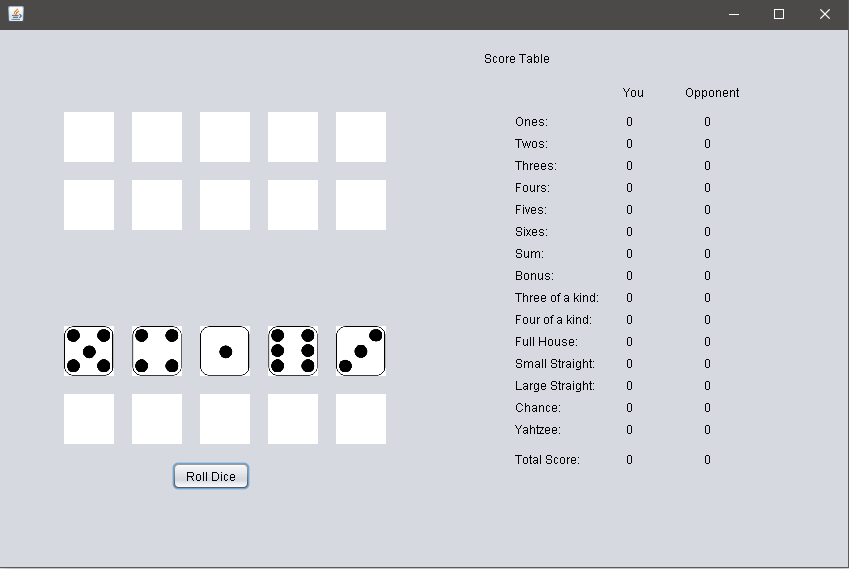 Score Table
You Opponent
Ones: 0 0
Twos: 0 0
Threes: 0 0
Fours: 0 0
Fives: 0 0
Sixes: 0 0
Sum: 0 0
Bonus: 0 0
Three of a kind: 0 0
Four of a kind: 0 0
Full House: 0 0
Small Straight: 0 0
Large Straight: 0 0
Chance: 0 0
Yahtzee: 0 0
Total Score: 0 0
Roll Dice